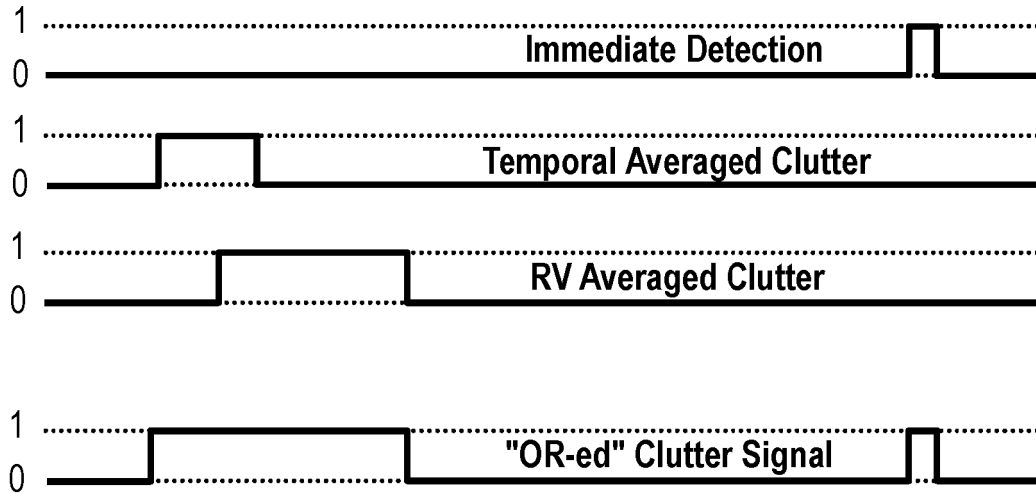 1
Immediate Detection
0
1
Temporal Averaged Clutter
0
1
RV Averaged Clutter
0
1
"OR-ed" Clutter Signal
0